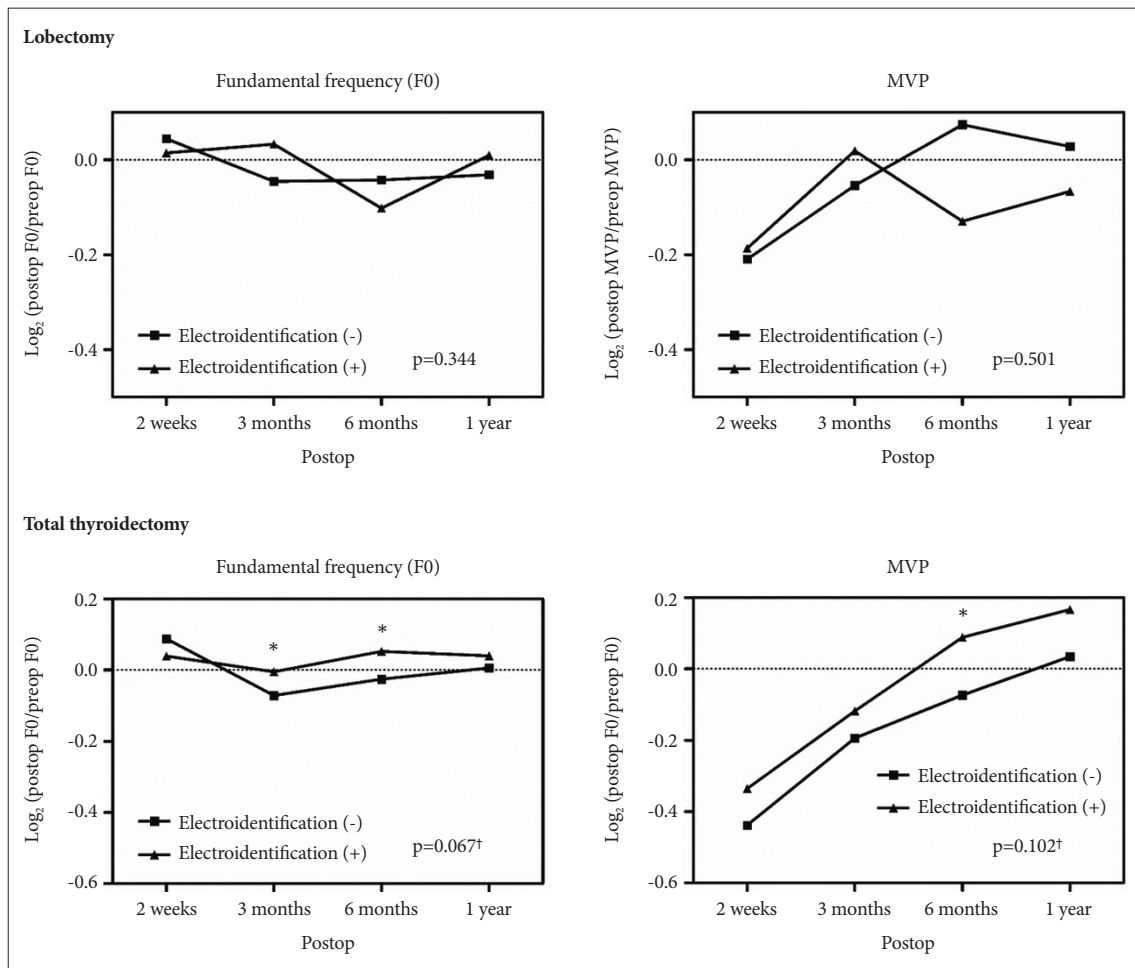 Lobectomy
Fundamental frequency (F0)
0.0
-0.2
-0.4
Log₂ (postop F0/preop F0)
Electroidentification (-)
Electroidentification (+)
p=0.344
2 weeks 3 months 6 months 1 year
Postop
MVP
0.0
-0.2
-0.4
Log₂ (postop MVP/preop MVP)
Electroidentification (-)
Electroidentification (+)
p=0.501
2 weeks 3 months 6 months 1 year
Postop
Total thyroidectomy
Fundamental frequency (F0)
0.2
0.0
-0.2
-0.4
-0.6
Log₂ (postop F0/preop F0)
* *
Electroidentification (-)
Electroidentification (+)
p=0.067†
2 weeks 3 months 6 months 1 year
Postop
MVP
0.2
0.0
-0.2
-0.4
-0.6
Log₂ (postop F0/preop F0)
*
Electroidentification (-)
Electroidentification (+)
p=0.102†
2 weeks 3 months 6 months 1 year
Postop